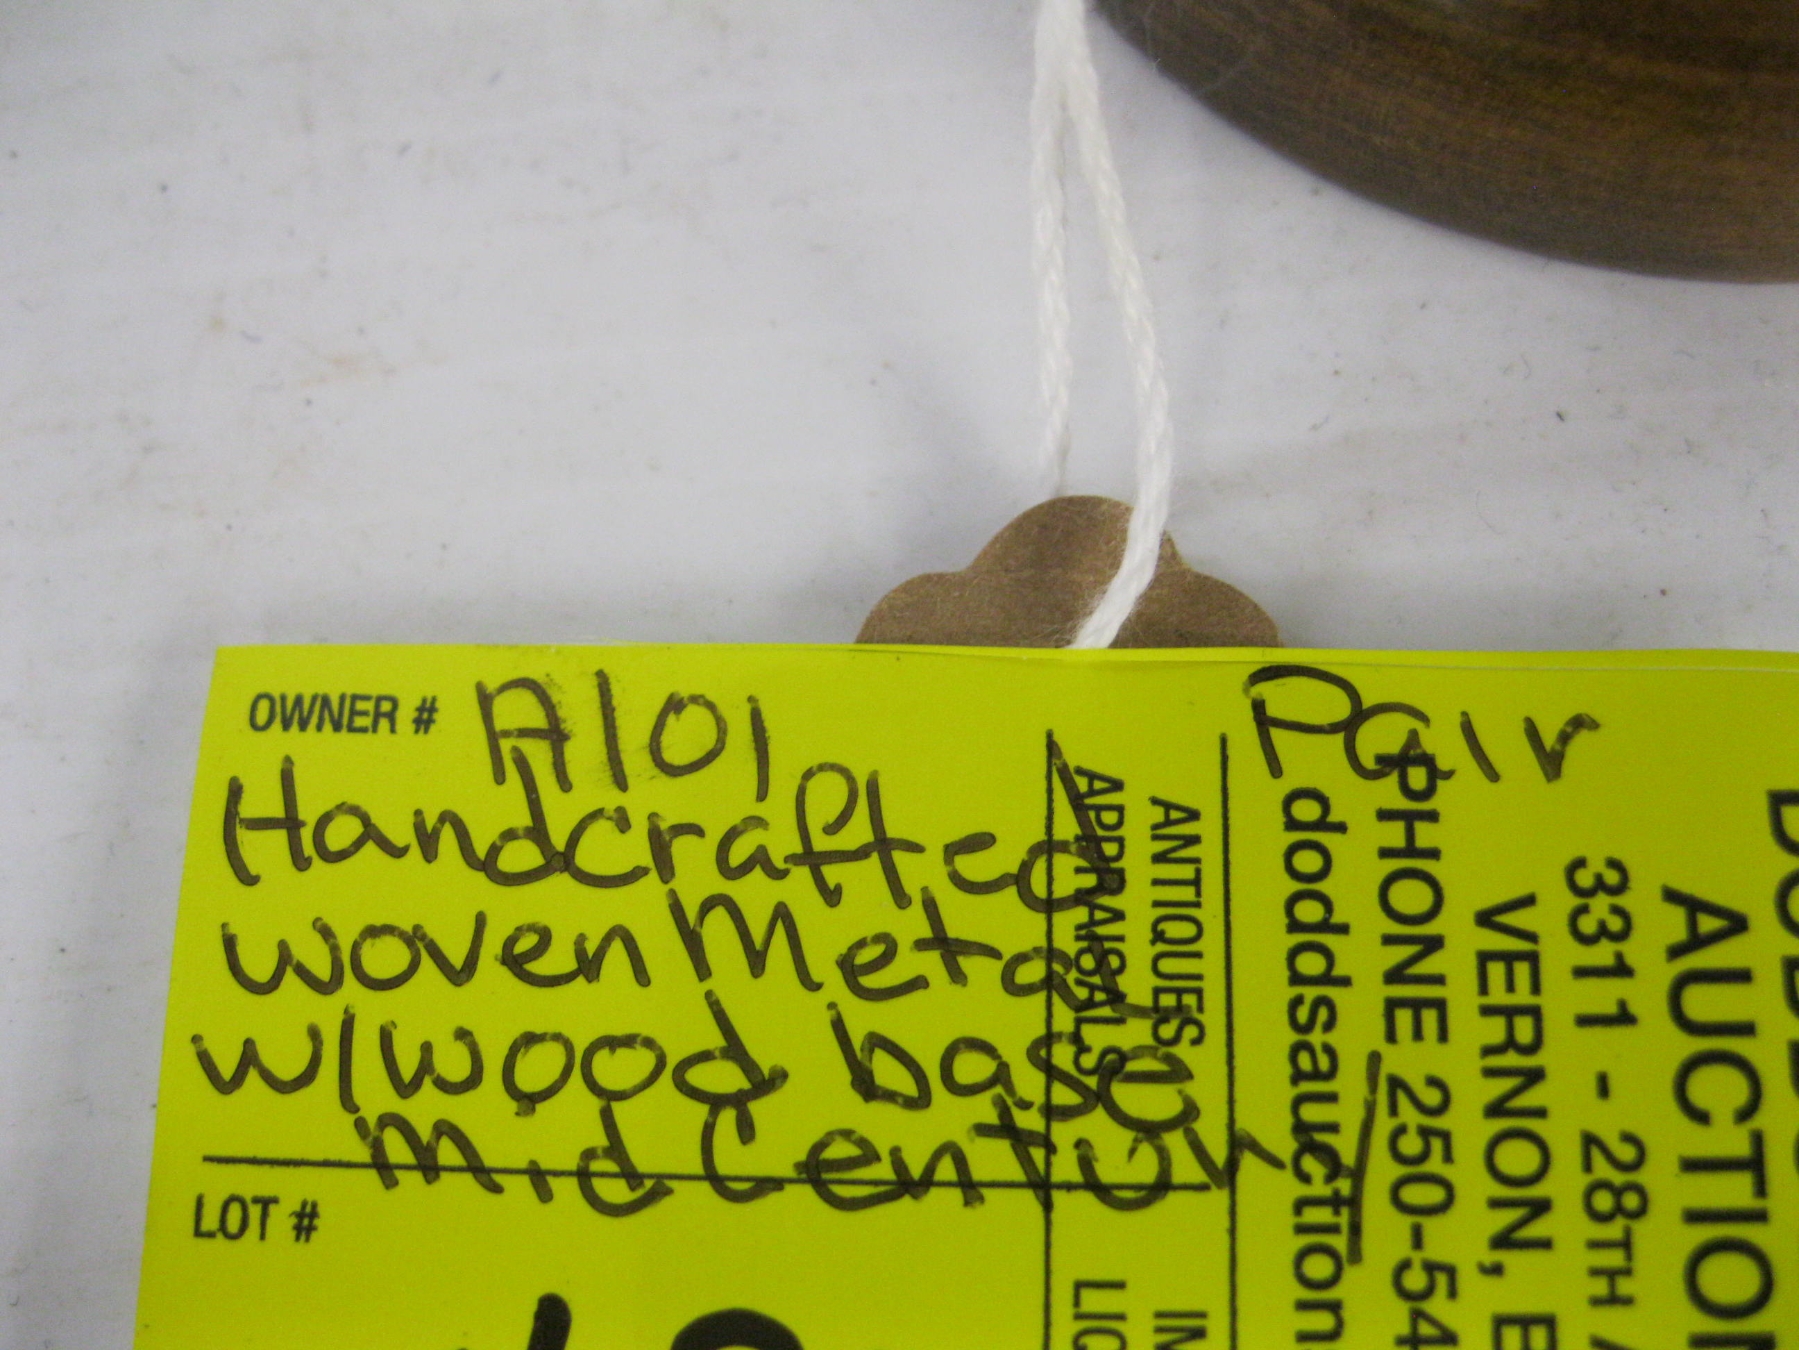 OWNER # A101 Pair
Handcrafted
woven Metal
w/wood base
Mid Century
LOT #
ANTIQUES
APPRAISALS
AUCTION
3311 - 28TH
VERNON,
PHONE 250-54
doddsauction